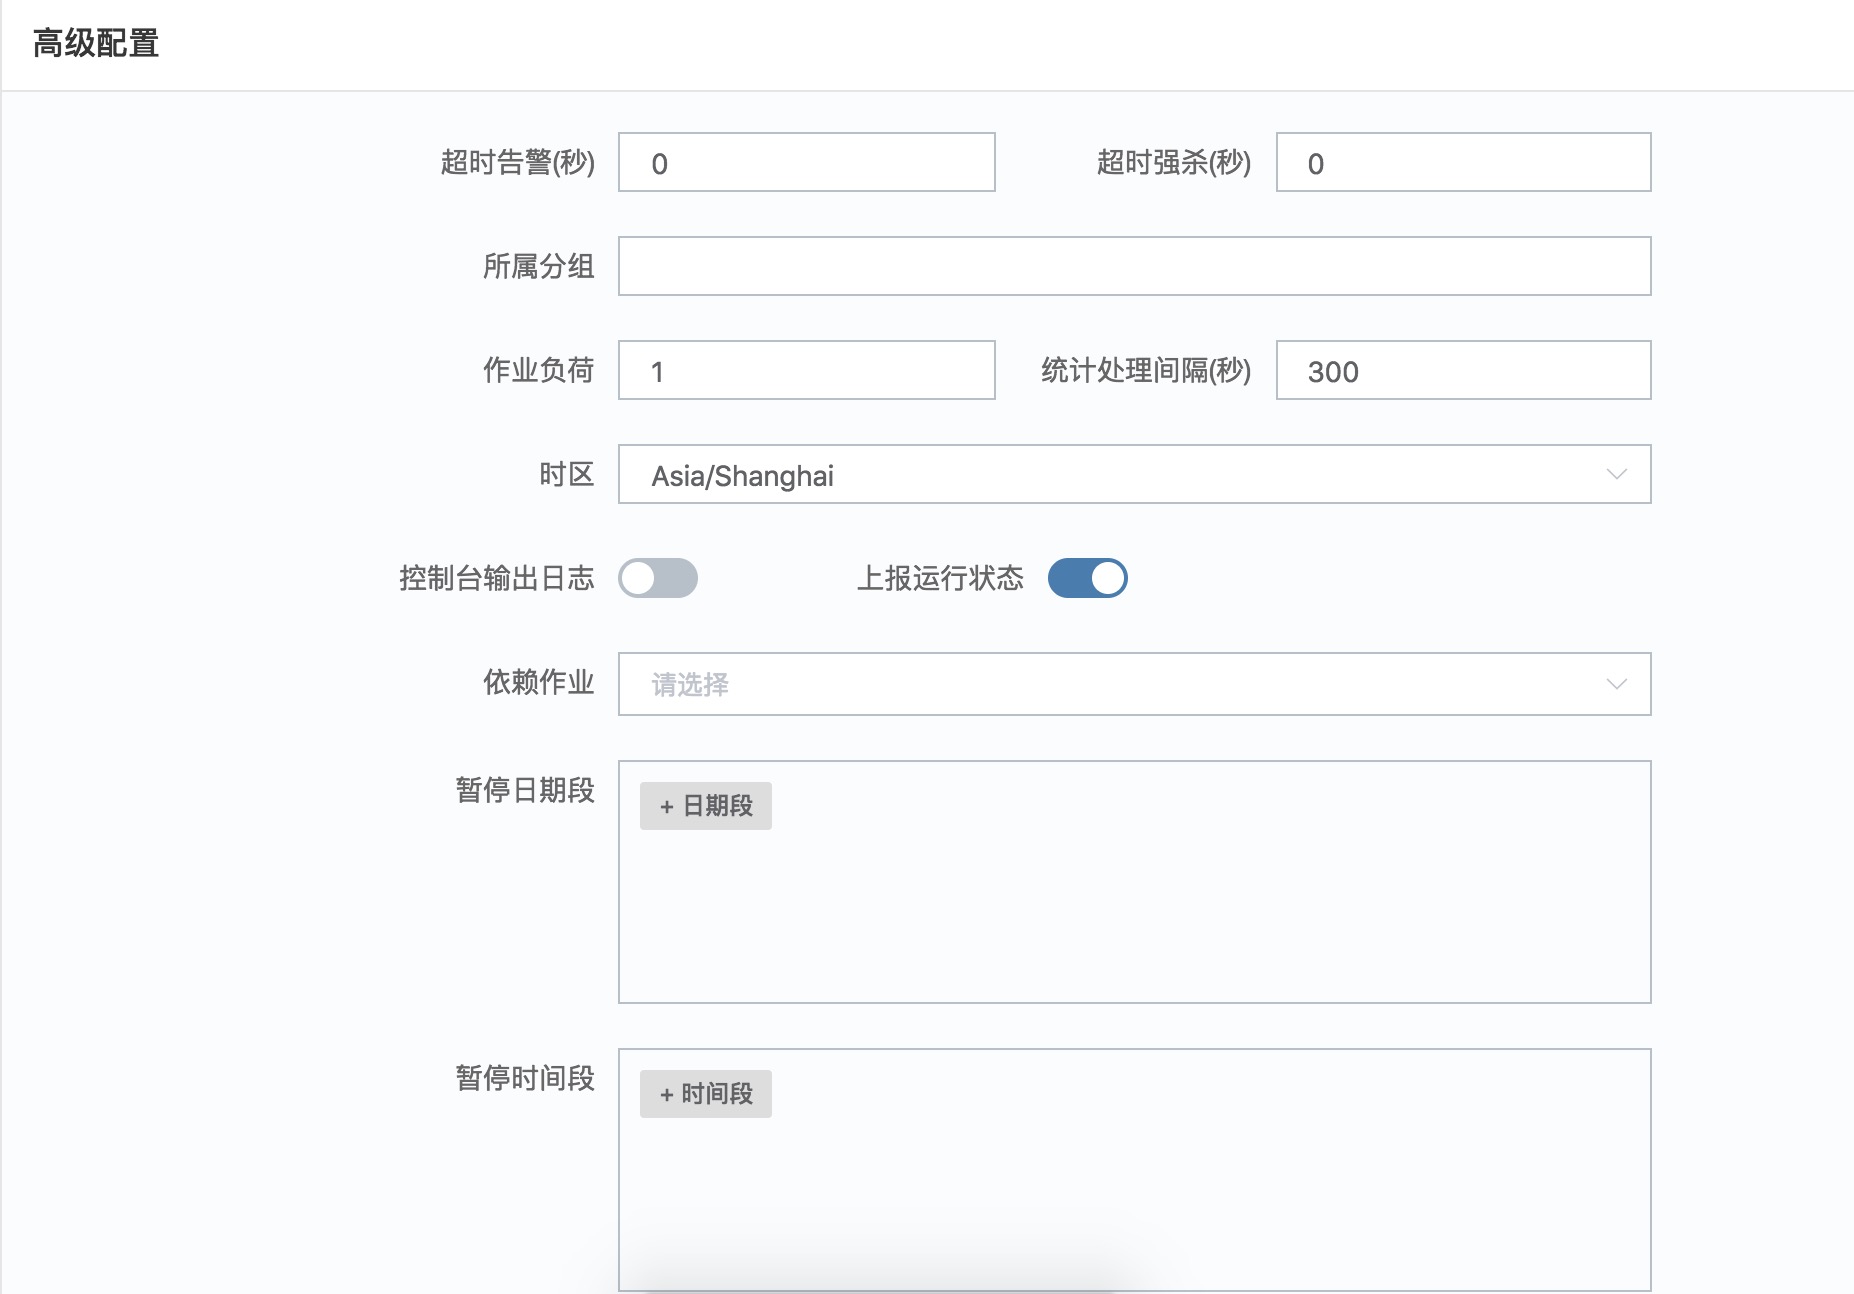 高级配置
超时告警(秒) 0 超时强杀(秒) 0
所属分组
作业负荷 1 统计处理间隔(秒) 300
时区 Asia/Shanghai
控制台输出日志 上报运行状态
依赖作业 请选择
暂停日期段 + 日期段
暂停时间段 + 时间段